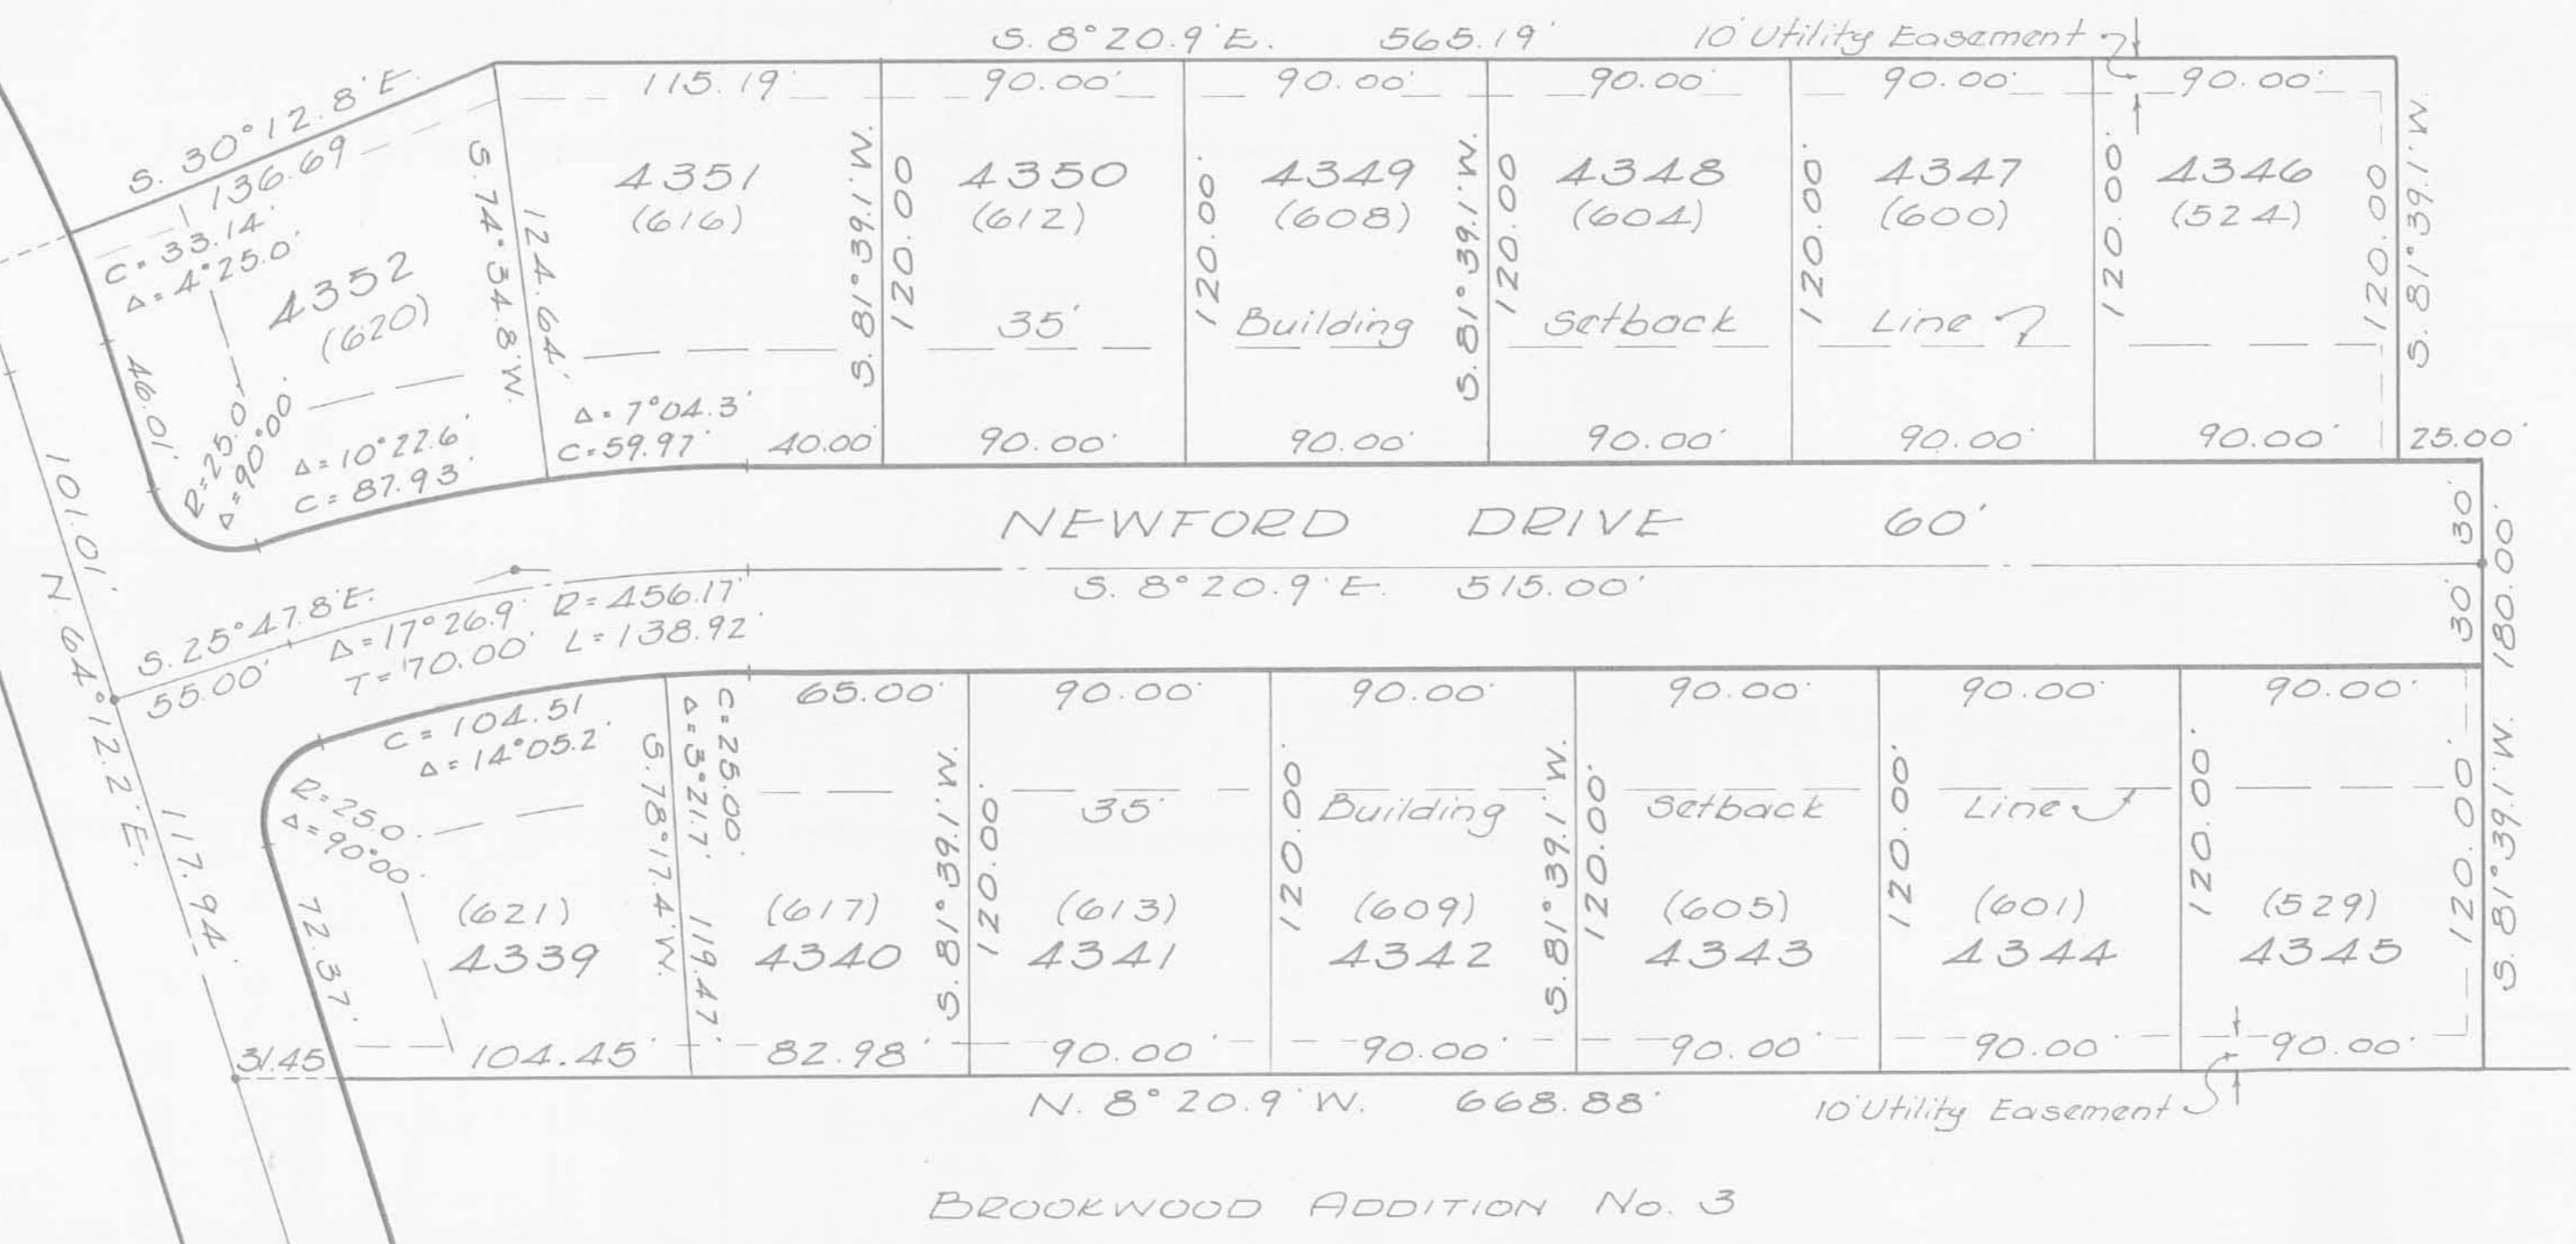 S. 8°20.9'E. 565.19'
10' Utility Easement
S. 30°12.8'E.
136.69
115.19'
90.00'
90.00'
90.00'
90.00'
90.00'
C = 33.14'
Δ = 4°25.0'
4352
(620)
S. 74°34.8'W.
124.64'
4351
(616)
S. 81°39.1'W.
120.00
4350
(612)
120.00'
4349
(608)
S. 81°39.1'W.
120.00
4348
(604)
120.00'
4347
(600)
120.00'
4346
(524)
120.00
S. 81°39.1'W.
35' Building Setback Line
46.01'
R=25.0'
Δ=90°00'
Δ = 10°22.6'
C = 87.93'
Δ = 7°04.3'
C = 59.97'
40.00'
90.00'
90.00'
90.00'
90.00'
90.00'
25.00'
NEWFORD DRIVE 60'
30'
30'
180.00'
S. 81°39.1'W.
S. 8°20.9'E. 515.00'
101.01'
N. 64°12.2'E.
117.94'
S. 25°47.8'E.
55.00'
Δ = 17°26.9' R = 456.17'
T = 70.00' L = 138.92'
C = 104.51
Δ = 14°05.2'
C = 25.00'
Δ = 3°21.7'
65.00'
90.00'
90.00'
90.00'
90.00'
90.00'
R=25.0
Δ=90°00'
72.37'
S. 78°17.4'W.
119.47'
S. 81°39.1'W.
120.00'
35' Building Setback Line
120.00'
S. 81°39.1'W.
120.00'
120.00'
120.00'
120.00'
(621)
4339
(617)
4340
(613)
4341
(609)
4342
(605)
4343
(601)
4344
(529)
4345
31.45
104.45'
82.98'
90.00'
90.00'
90.00'
90.00'
90.00'
N. 8°20.9'W. 668.88'
10' Utility Easement
BROOKWOOD ADDITION No. 3